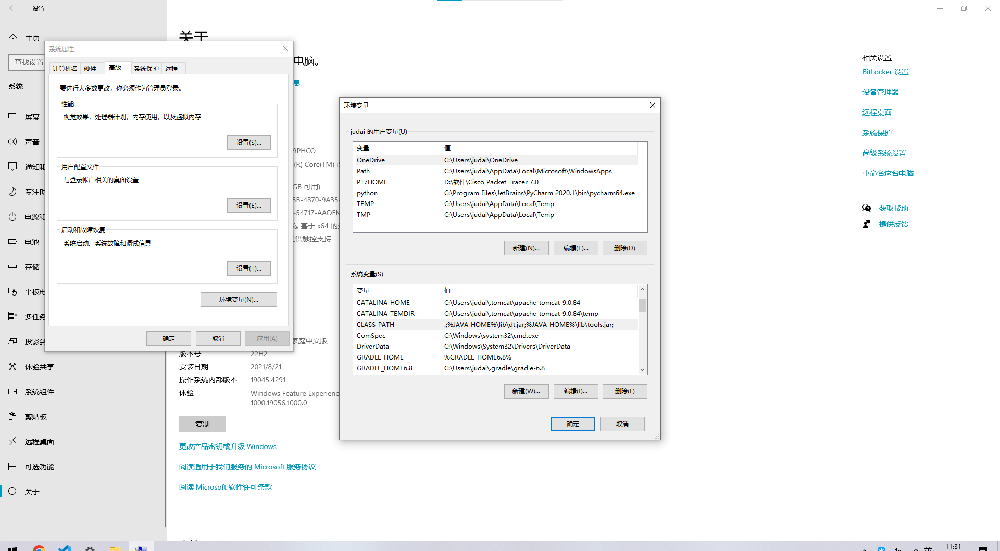 设置
主页
查找设置
系统
屏幕
声音
通知和
专注助
电源和
电池
存储
平板电
多任务
投影到
体验共享
系统组件
剪贴板
远程桌面
可选功能
关于
系统属性
计算机名 硬件 高级 系统保护 远程
要进行大多数更改，你必须作为管理员登录。
性能
视觉效果，处理器计划，内存使用，以及虚拟内存
设置(S)...
用户配置文件
与登录帐户相关的桌面设置
设置(E)...
启动和故障恢复
系统启动、系统故障和调试信息
设置(T)...
环境变量(N)...
确定 取消 应用(A)
关于
电脑。
息
9PHCO
(R) Core(TM) i5
GB 可用)
5B-4870-9A35-
-54717-AAOEM
, 基于 x64 的
供触控支持
家庭中文版
版本号 22H2
安装日期 2021/8/21
操作系统内部版本 19045.4291
体验 Windows Feature Experienc
1000.19056.1000.0
复制
更改产品密钥或升级 Windows
阅读适用于我们服务的 Microsoft 服务协议
阅读 Microsoft 软件许可条款
环境变量
judai 的用户变量(U)
变量 值
OneDrive C:\Users\judai\OneDrive
Path C:\Users\judai\AppData\Local\Microsoft\WindowsApps
PT7HOME D:\软件\Cisco Packet Tracer 7.0
python C:\Program Files\JetBrains\PyCharm 2020.1\bin\pycharm64.exe
TEMP C:\Users\judai\AppData\Local\Temp
TMP C:\Users\judai\AppData\Local\Temp
新建(N)... 编辑(E)... 删除(D)
系统变量(S)
变量 值
CATALINA_HOME C:\Users\judai\.tomcat\apache-tomcat-9.0.84
CATALINA_TEMDIR C:\Users\judai\.tomcat\apache-tomcat-9.0.84\temp
CLASS_PATH .;%JAVA_HOME%\lib\dt.jar;%JAVA_HOME%\lib\tools.jar;
ComSpec C:\Windows\system32\cmd.exe
DriverData C:\Windows\System32\Drivers\DriverData
GRADLE_HOME %GRADLE_HOME6.8%
GRADLE_HOME6.8 C:\Users\judai\.gradle\gradle-6.8
新建(W)... 编辑(I)... 删除(L)
确定 取消
相关设置
BitLocker 设置
设备管理器
远程桌面
系统保护
高级系统设置
重命名这台电脑
获取帮助
提供反馈
英
11:31